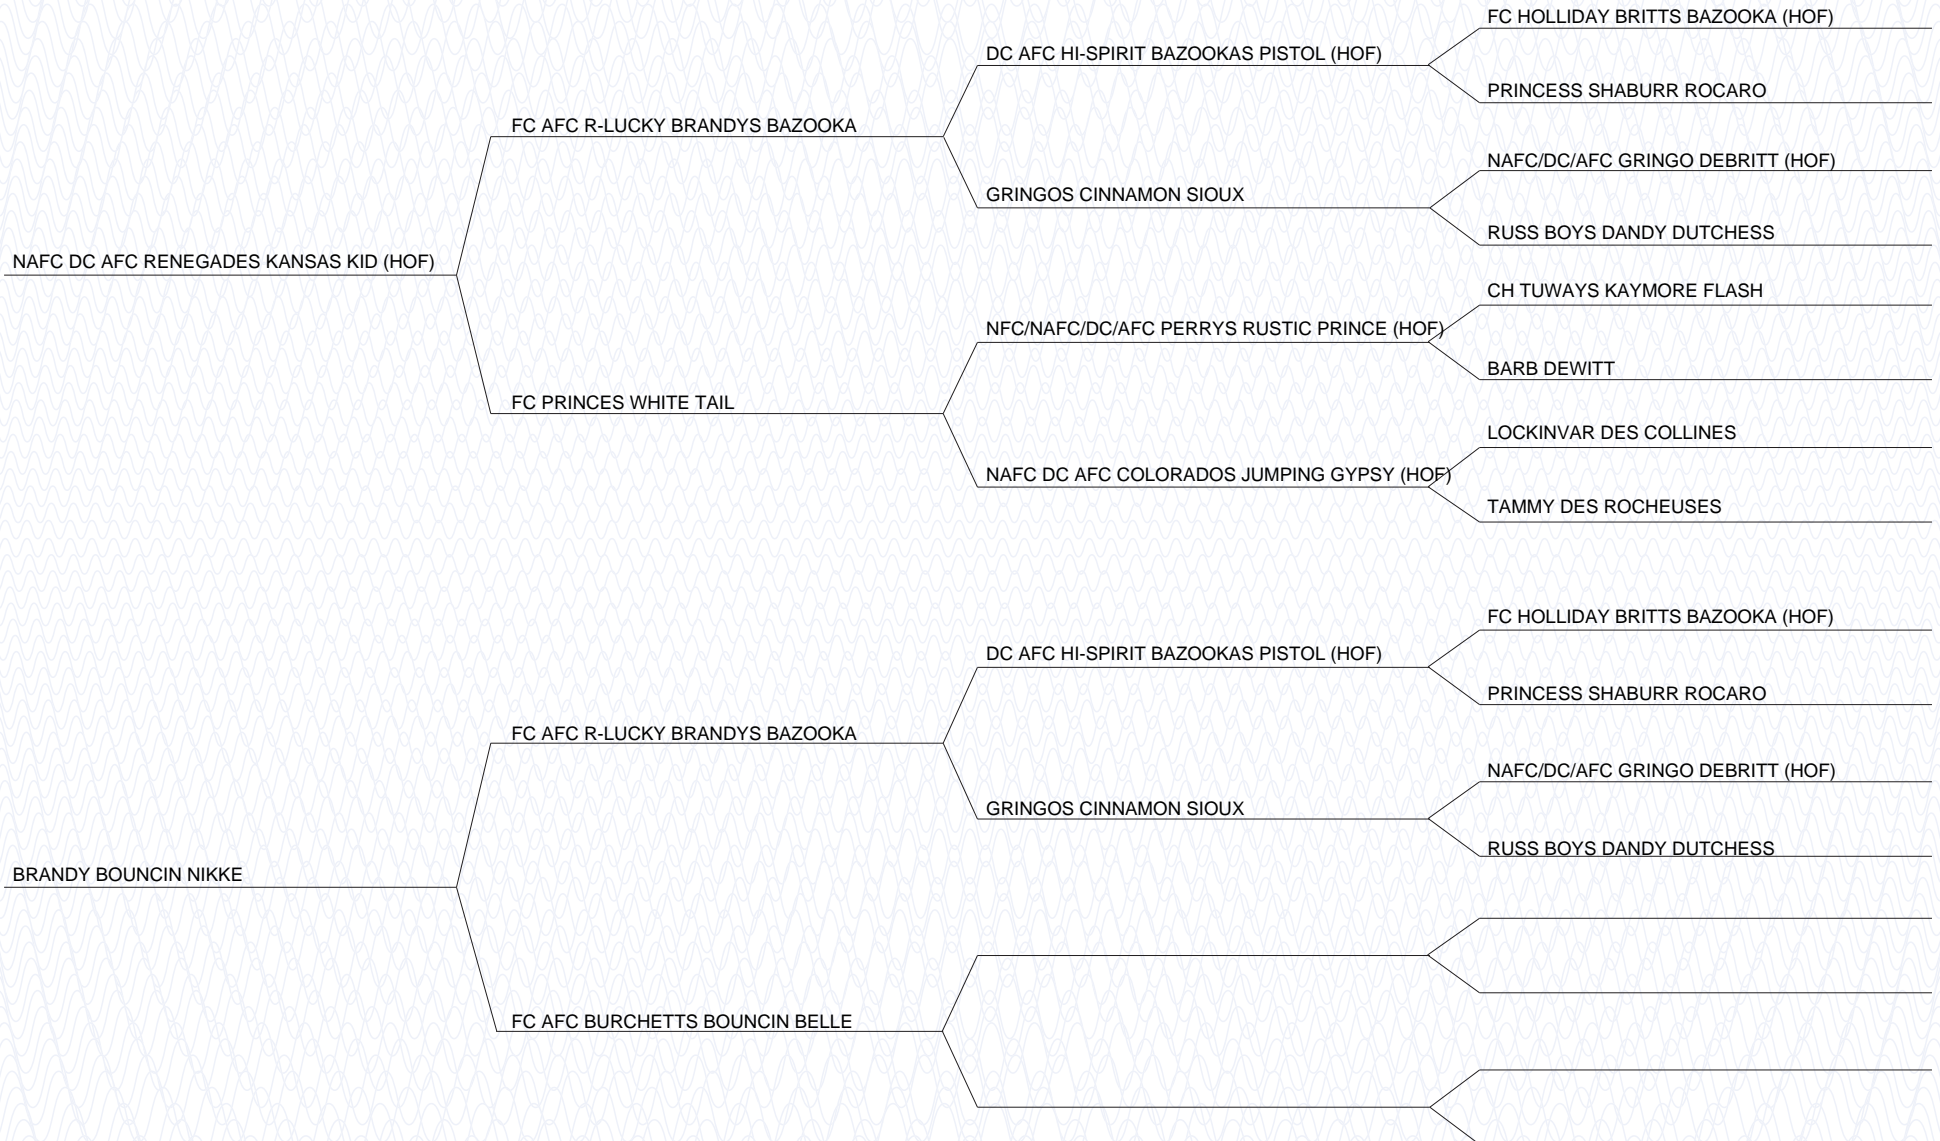 FC HOLLIDAY BRITTS BAZOOKA (HOF)
DC AFC HI-SPIRIT BAZOOKAS PISTOL (HOF)
PRINCESS SHABURR ROCARO
FC AFC R-LUCKY BRANDYS BAZOOKA
NAFC/DC/AFC GRINGO DEBRITT (HOF)
GRINGOS CINNAMON SIOUX
RUSS BOYS DANDY DUTCHESS
NAFC DC AFC RENEGADES KANSAS KID (HOF)
CH TUWAYS KAYMORE FLASH
NFC/NAFC/DC/AFC PERRYS RUSTIC PRINCE (HOF)
BARB DEWITT
FC PRINCES WHITE TAIL
LOCKINVAR DES COLLINES
NAFC DC AFC COLORADOS JUMPING GYPSY (HOF)
TAMMY DES ROCHEUSES
FC HOLLIDAY BRITTS BAZOOKA (HOF)
DC AFC HI-SPIRIT BAZOOKAS PISTOL (HOF)
PRINCESS SHABURR ROCARO
FC AFC R-LUCKY BRANDYS BAZOOKA
NAFC/DC/AFC GRINGO DEBRITT (HOF)
GRINGOS CINNAMON SIOUX
RUSS BOYS DANDY DUTCHESS
BRANDY BOUNCIN NIKKE
FC AFC BURCHETTS BOUNCIN BELLE